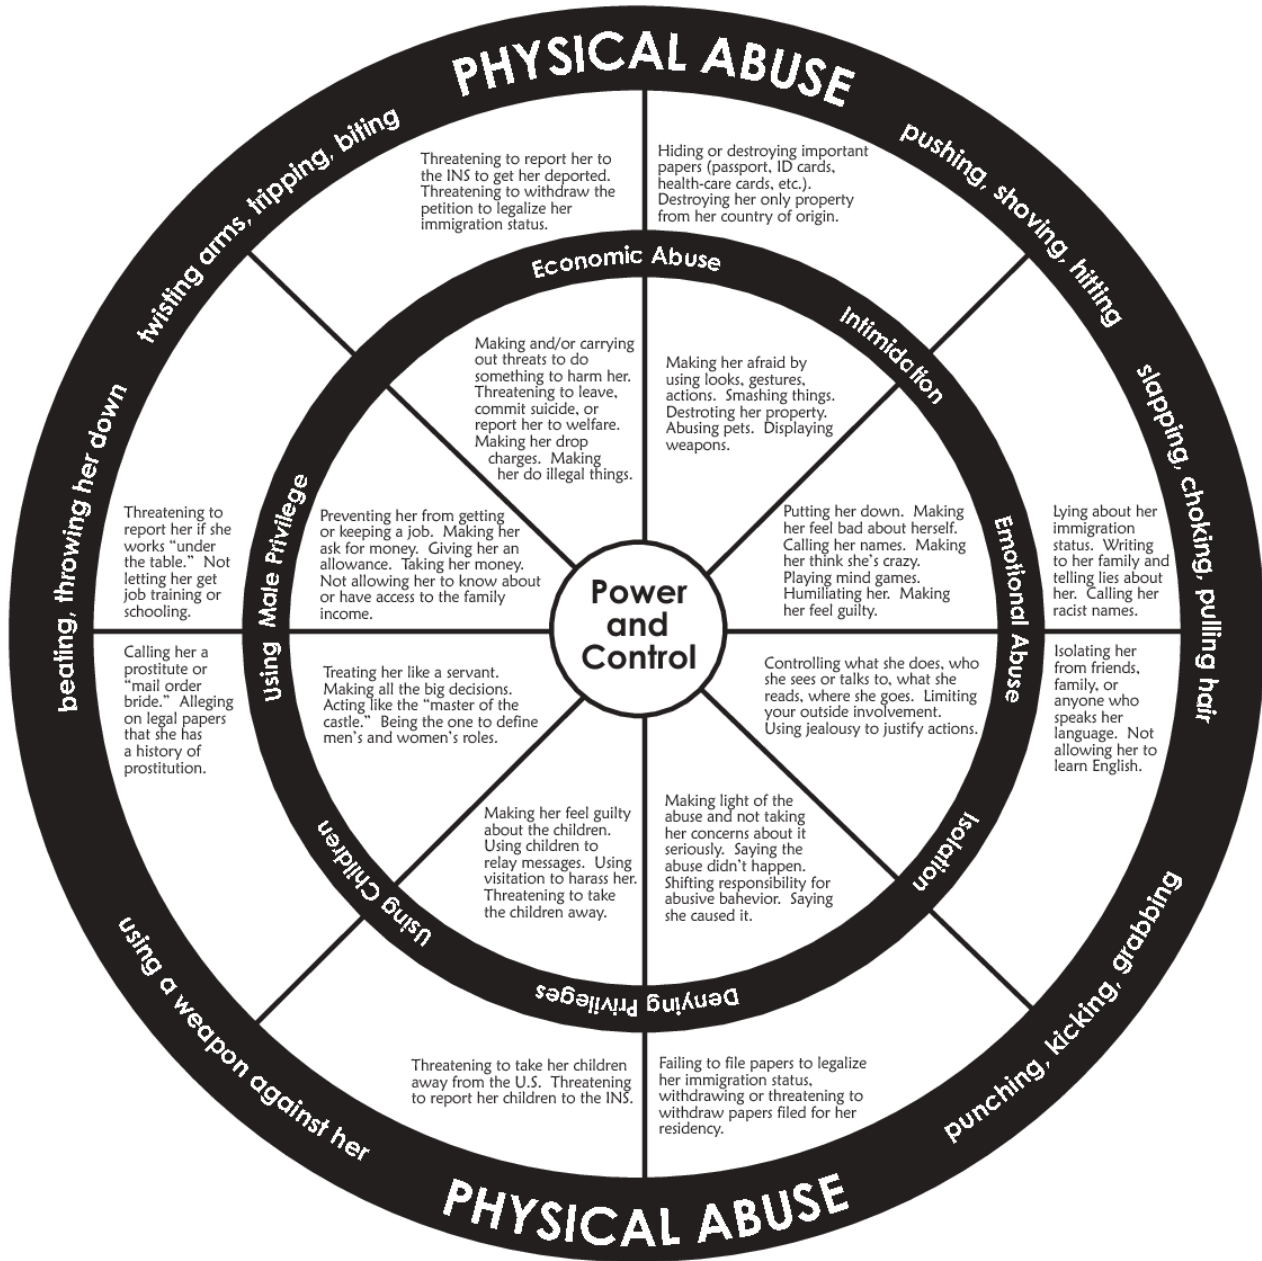 PHYSICAL ABUSE
twisting arms, tripping, biting
pushing, shoving, hitting
Threatening to report her to
the INS to get her deported.
Threatening to withdraw the
petition to legalize her
immigration status.
Hiding or destroying important
papers (passport, ID cards,
health-care cards, etc.).
Destroying her only property
from her country of origin.
Economic Abuse
Intimidation
Making and/or carrying
out threats to do
something to harm her.
Threatening to leave,
commit suicide, or
report her to welfare.
Making her drop
charges. Making
her do illegal things.
Making her afraid by
using looks, gestures,
actions. Smashing things.
Destroting her property.
Abusing pets. Displaying
weapons.
beating, throwing her down
slapping, choking, pulling hair
Threatening to
report her if she
works “under
the table.” Not
letting her get
job training or
schooling.
Using Male Privilege
Preventing her from getting
or keeping a job. Making her
ask for money. Giving her an
allowance. Taking her money.
Not allowing her to know about
or have access to the family
income.
Putting her down. Making
her feel bad about herself.
Calling her names. Making
her think she’s crazy.
Playing mind games.
Humiliating her. Making
her feel guilty.
Emotional Abuse
Lying about her
immigration
status. Writing
to her family and
telling lies about
her. Calling her
racist names.
Power
and
Control
Calling her a
prostitute or
“mail order
bride.” Alleging
on legal papers
that she has
a history of
prostitution.
Treating her like a servant.
Making all the big decisions.
Acting like the “master of the
castle.” Being the one to define
men’s and women’s roles.
Controlling what she does, who
she sees or talks to, what she
reads, where she goes. Limiting
your outside involvement.
Using jealousy to justify actions.
Isolating her
from friends,
family, or
anyone who
speaks her
language. Not
allowing her to
learn English.
Making her feel guilty
about the children.
Using children to
relay messages. Using
visitation to harass her.
Threatening to take
the children away.
Making light of the
abuse and not taking
her concerns about it
seriously. Saying the
abuse didn’t happen.
Shifting responsibility for
abusive bahevior. Saying
she caused it.
Using Children
Isolation
Denying Privileges
using a weapon against her
punching, kicking, grabbing
Threatening to take her children
away from the U.S. Threatening
to report her children to the INS.
Failing to file papers to legalize
her immigration status,
withdrawing or threatening to
withdraw papers filed for her
residency.
PHYSICAL ABUSE